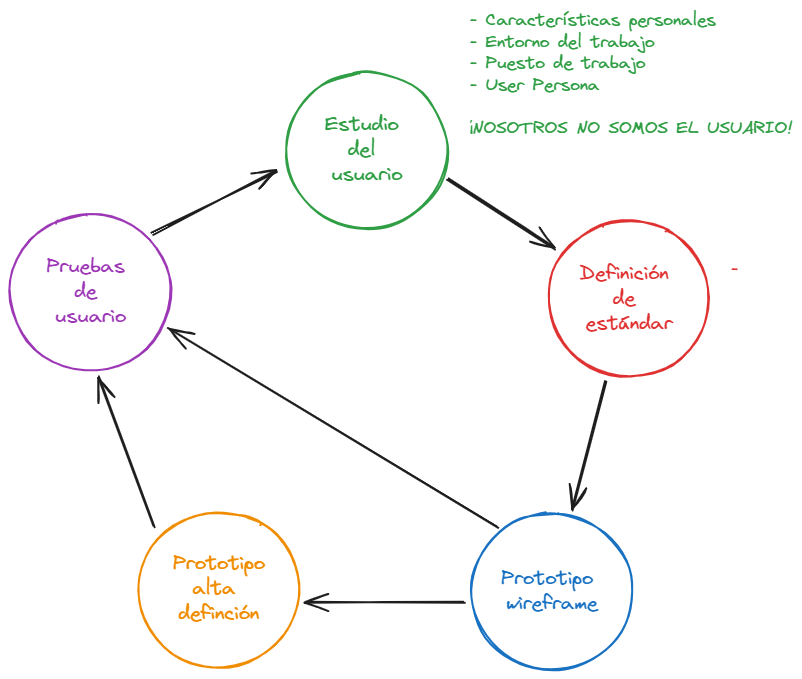 - Características personales
- Entorno del trabajo
- Puesto de trabajo
- User Persona
¡NOSOTROS NO SOMOS EL USUARIO!
Estudio
del
usuario
Pruebas
de
usuario
Definición
de
estándar
-
Prototipo
alta
definción
Prototipo
wireframe